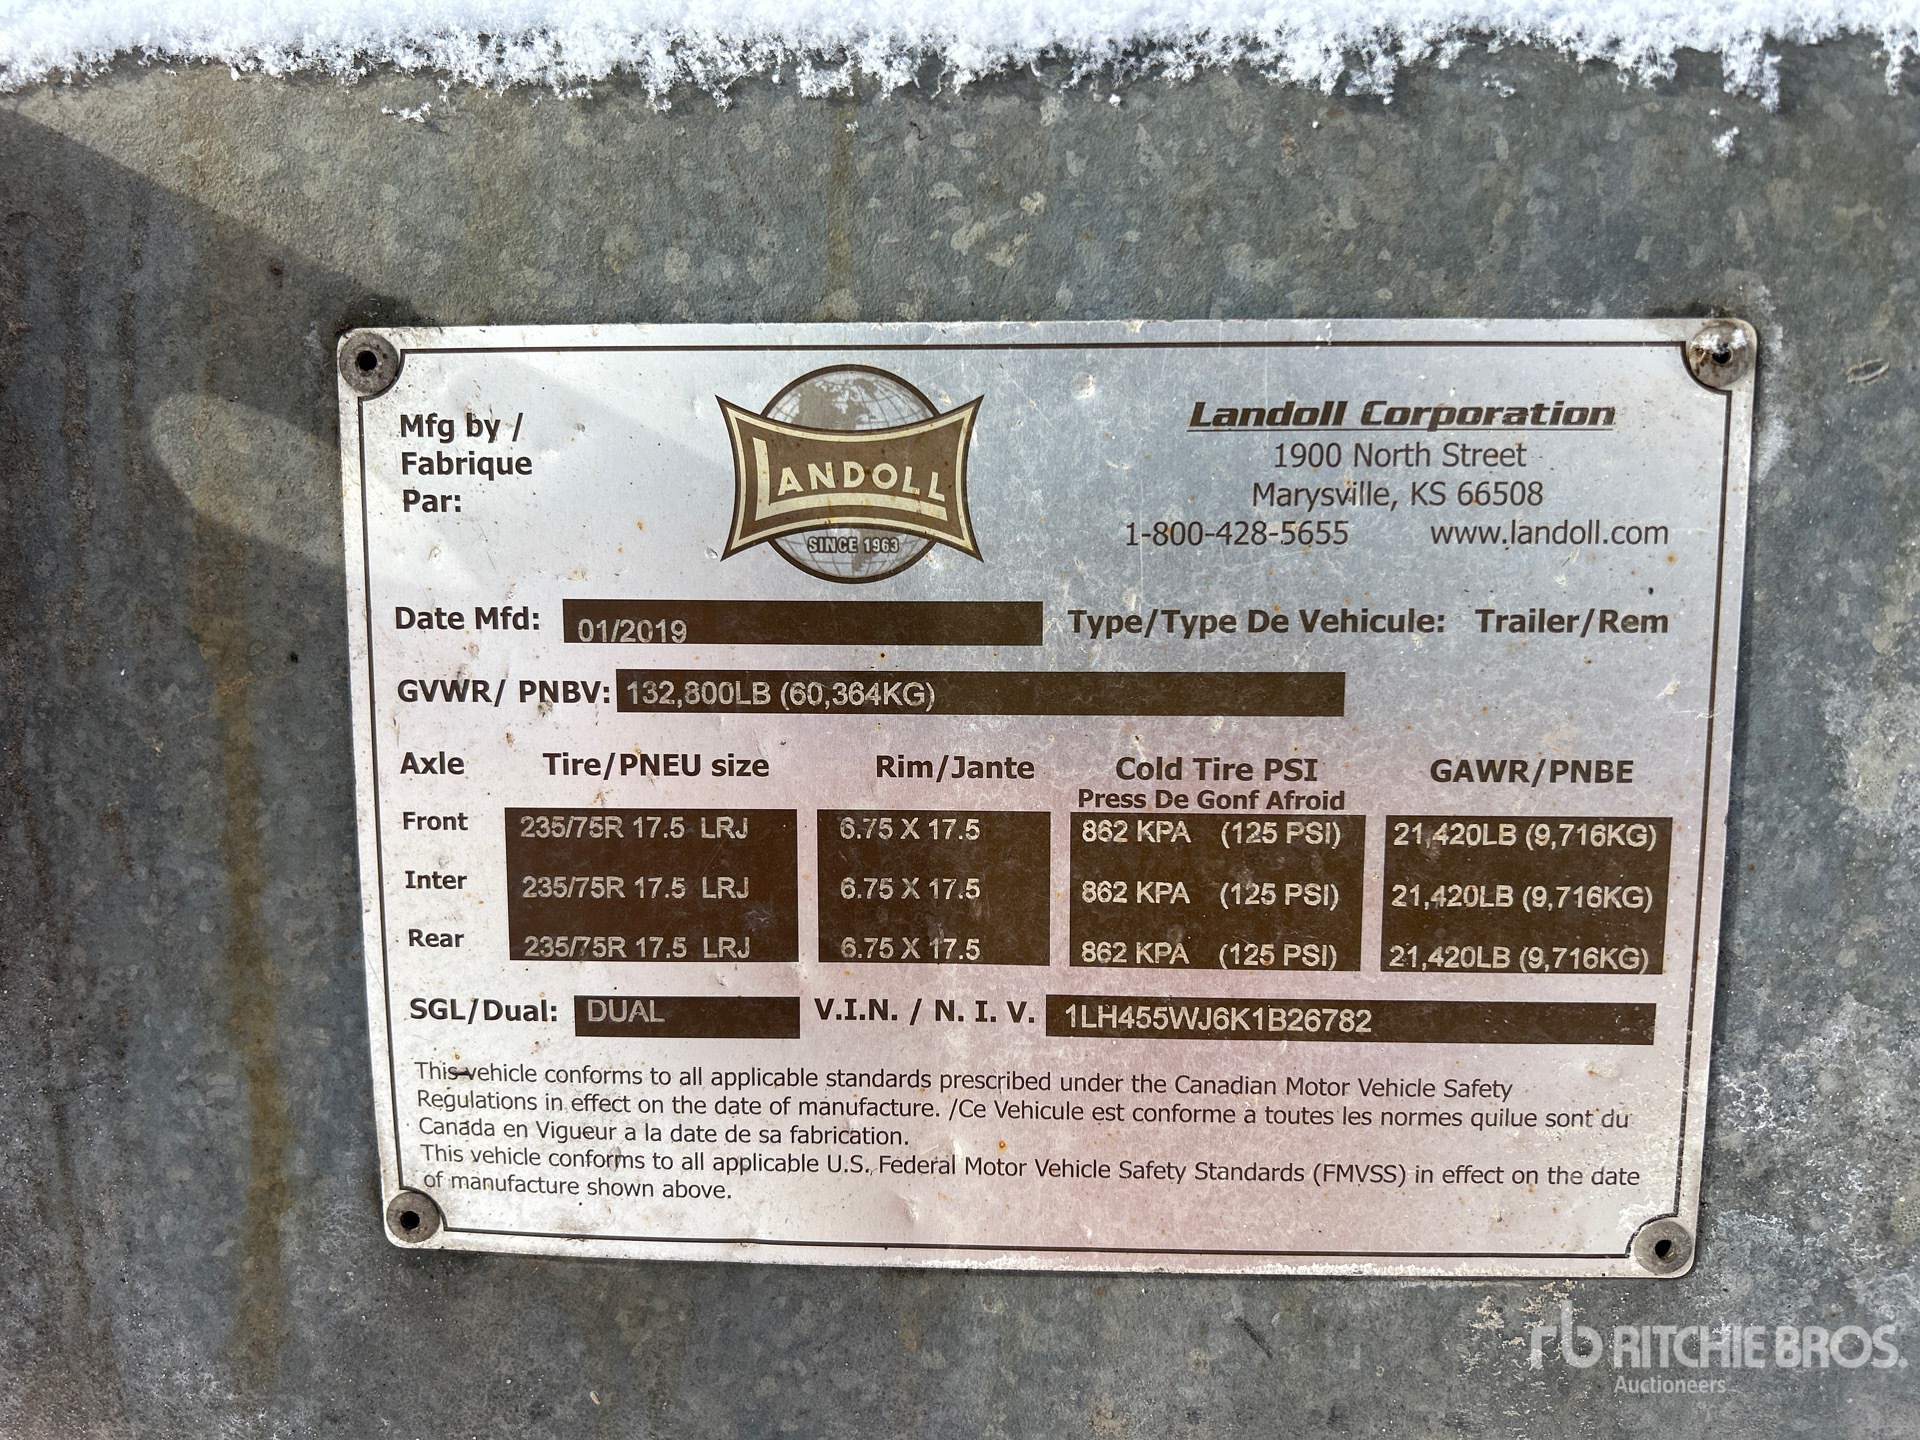 Mfg by /
Fabrique
Par:
LANDOLL
SINCE 1963
Landoll Corporation
1900 North Street
Marysville, KS 66508
1-800-428-5655 www.landoll.com
Date Mfd: 01/2019 Type/Type De Vehicule: Trailer/Rem
GVWR/ PNBV: 132,800LB (60,364KG)
Axle Tire/PNEU size Rim/Jante Cold Tire PSI GAWR/PNBE
Press De Gonf Afroid
Front 235/75R 17.5 LRJ 6.75 X 17.5 862 KPA (125 PSI) 21,420LB (9,716KG)
Inter 235/75R 17.5 LRJ 6.75 X 17.5 862 KPA (125 PSI) 21,420LB (9,716KG)
Rear 235/75R 17.5 LRJ 6.75 X 17.5 862 KPA (125 PSI) 21,420LB (9,716KG)
SGL/Dual: DUAL V.I.N. / N. I. V. 1LH455WJ6K1B26782
This vehicle conforms to all applicable standards prescribed under the Canadian Motor Vehicle Safety
Regulations in effect on the date of manufacture. /Ce Vehicule est conforme a toutes les normes quilue sont du
Canada en Vigueur a la date de sa fabrication.
This vehicle conforms to all applicable U.S. Federal Motor Vehicle Safety Standards (FMVSS) in effect on the date
of manufacture shown above.
rb RITCHIE BROS.
Auctioneers